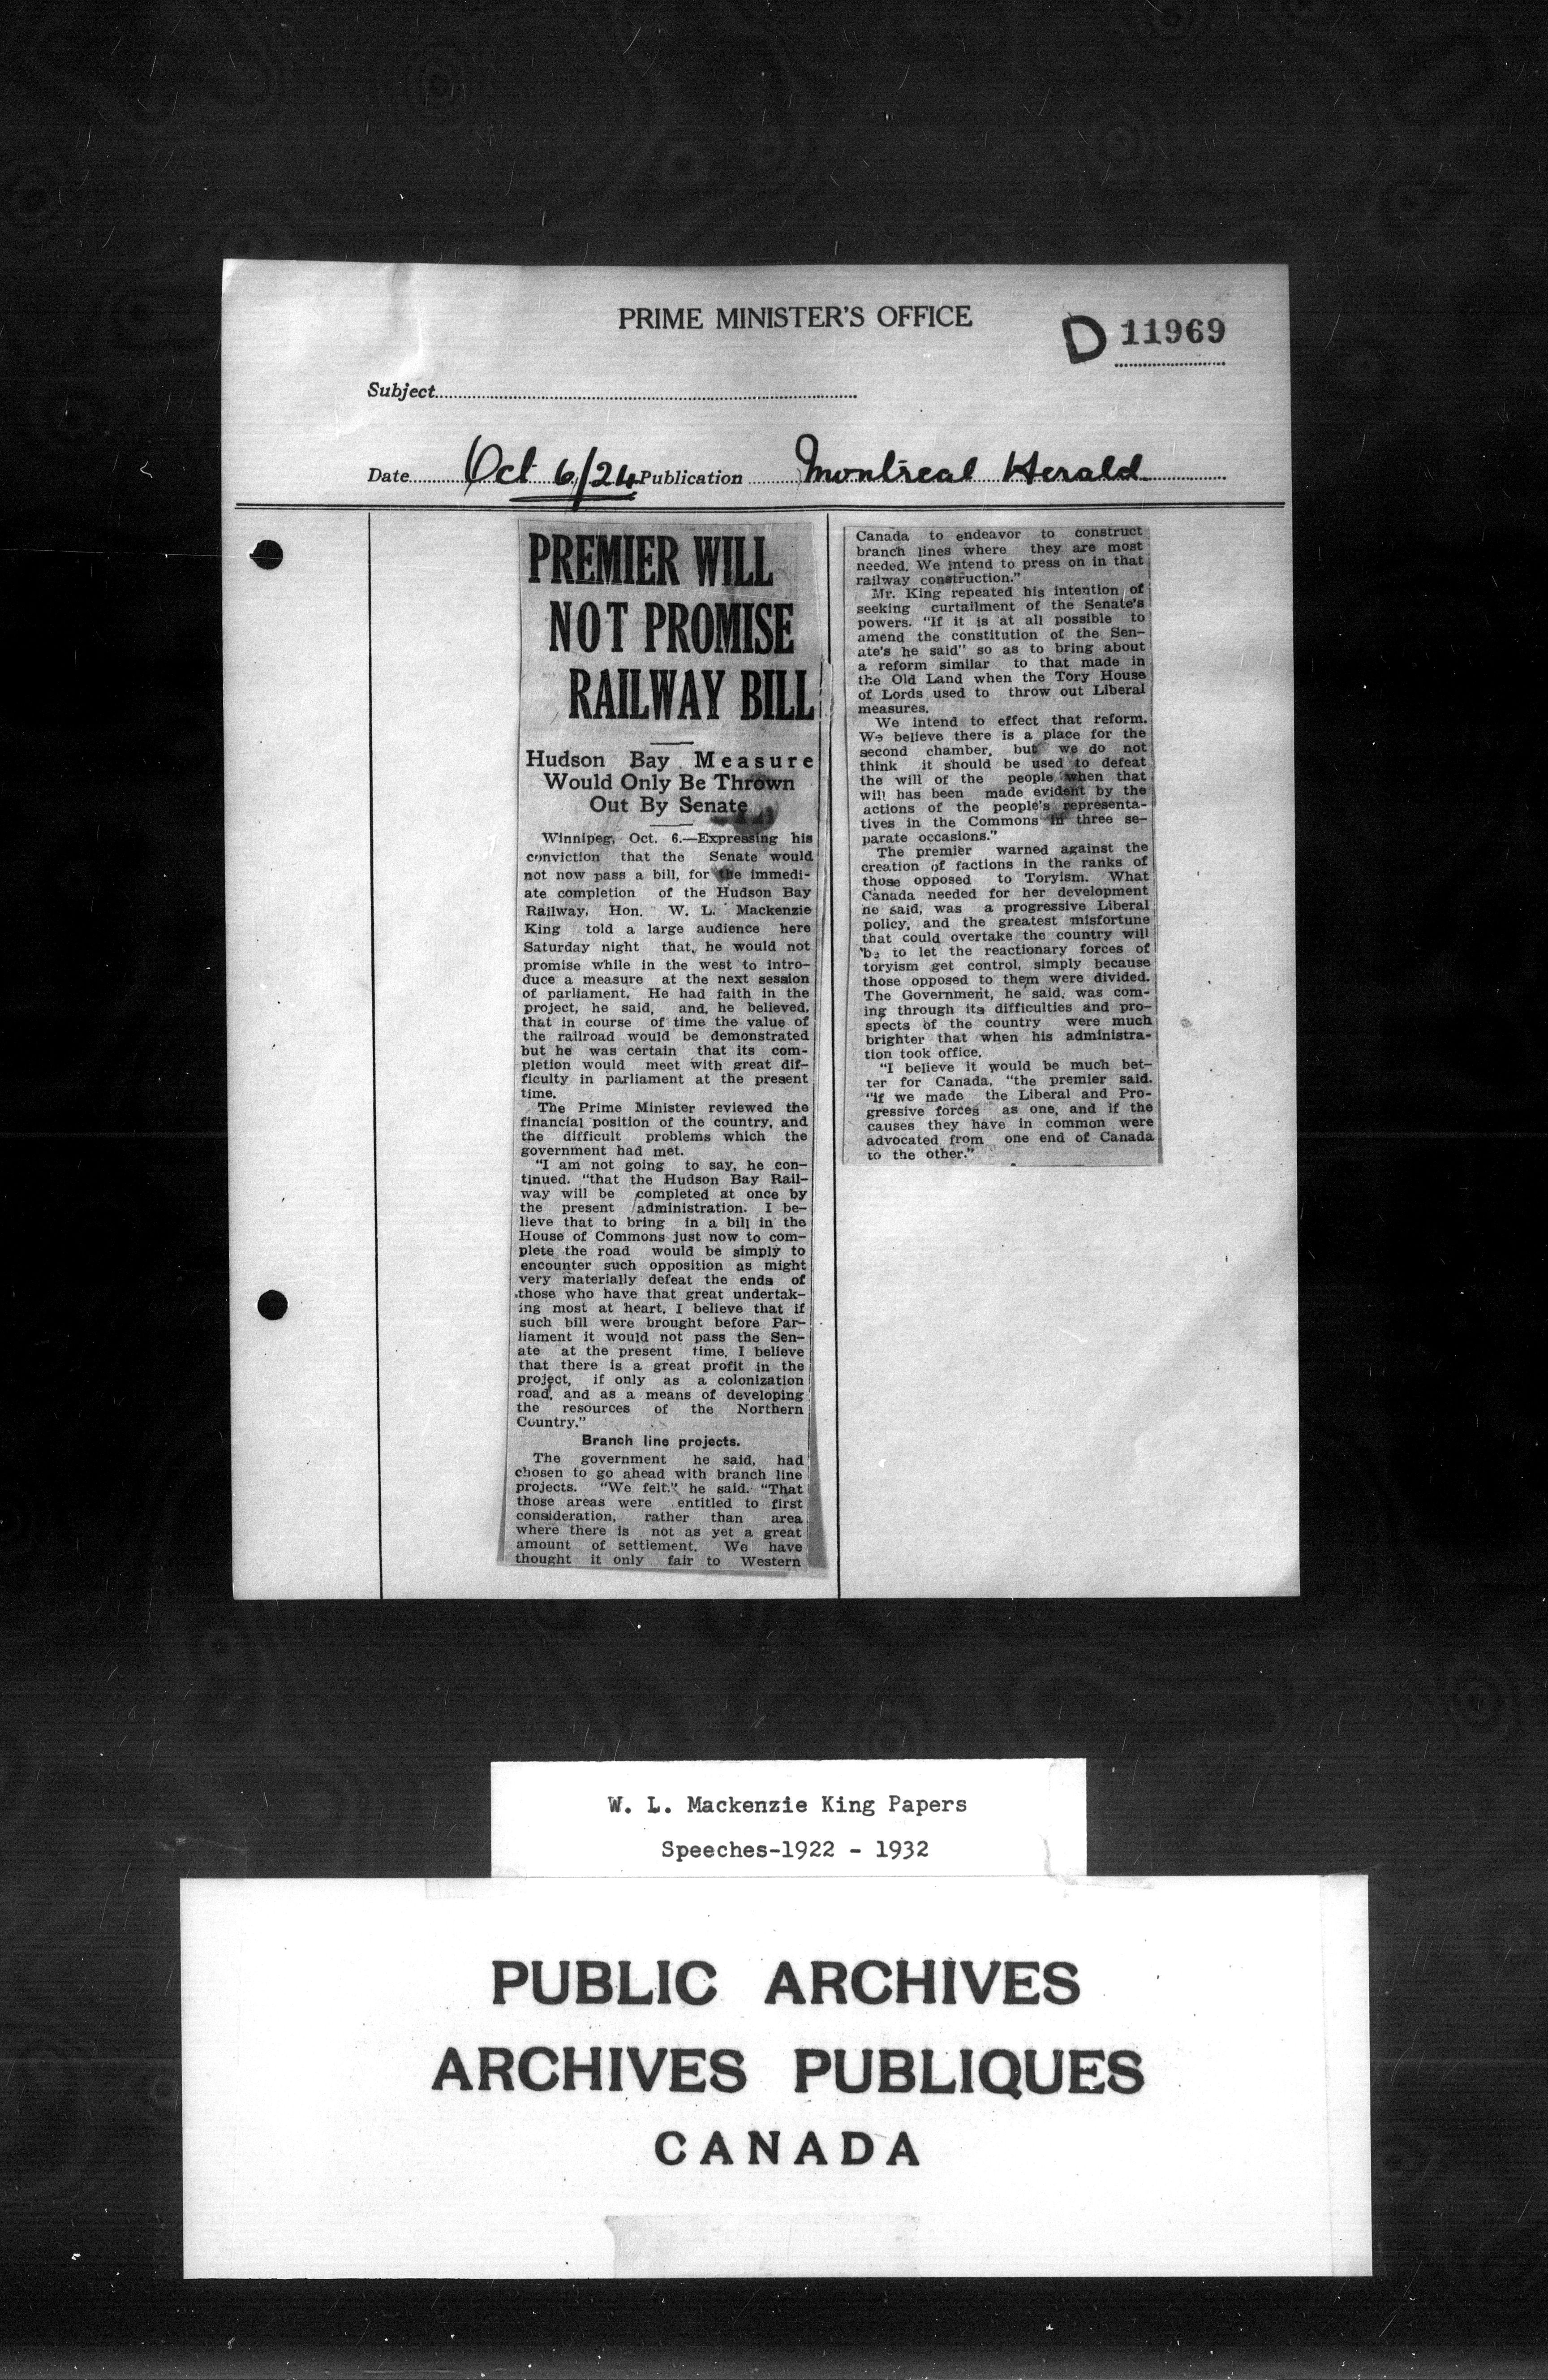 PRIME MINISTER'S OFFICE
D 11969
Subject
Date Oct 6/24 Publication Montreal Herald
PREMIER WILL
NOT PROMISE
RAILWAY BILL
Hudson Bay Measure
Would Only Be Thrown
Out By Senate
Winnipeg, Oct. 6.—Expressing his
conviction that the Senate would
not now pass a bill, for the immedi-
ate completion of the Hudson Bay
Railway, Hon. W. L. Mackenzie
King told a large audience here
Saturday night that, he would not
promise while in the west to intro-
duce a measure at the next session
of parliament. He had faith in the
project, he said, and, he believed,
that in course of time the value of
the railroad would be demonstrated
but he was certain that its com-
pletion would meet with great dif-
ficulty in parliament at the present
time.
The Prime Minister reviewed the
financial position of the country, and
the difficult problems which the
government had met.
"I am not going to say, he con-
tinued. "that the Hudson Bay Rail-
way will be completed at once by
the present administration. I be-
lieve that to bring in a bill in the
House of Commons just now to com-
plete the road would be simply to
encounter such opposition as might
very materially defeat the ends of
those who have that great undertak-
ing most at heart. I believe that if
such bill were brought before Par-
liament it would not pass the Sen-
ate at the present time. I believe
that there is a great profit in the
project, if only as a colonization
road, and as a means of developing
the resources of the Northern
Country."
Branch line projects.
The government he said, had
chosen to go ahead with branch line
projects. "We felt." he said. "That
those areas were entitled to first
consideration, rather than area
where there is not as yet a great
amount of settlement. We have
thought it only fair to Western
Canada to endeavor to construct
branch lines where they are most
needed. We intend to press on in that
railway construction."
Mr. King repeated his intention of
seeking curtallment of the Senate's
powers. "If it is at all possible to
amend the constitution of the Sen-
ate's he said" so as to bring about
a reform similar to that made in
the Old Land when the Tory House
of Lords used to throw out Liberal
measures.
We intend to effect that reform.
We believe there is a place for the
second chamber, but we do not
think it should be used to defeat
the will of the people when that
will has been made evident by the
actions of the people's representa-
tives in the Commons in three se-
parate occasions."
The premier warned against the
creation of factions in the ranks of
those opposed to Toryism. What
Canada needed for her development
he said, was a progressive Liberal
policy, and the greatest misfortune
that could overtake the country will
be to let the reactionary forces of
toryism get control, simply because
those opposed to them were divided.
The Government, he said, was com-
ing through its difficulties and pro-
spects of the country were much
brighter that when his administra-
tion took office.
"I believe it would be much bet-
ter for Canada, "the premier said.
"if we made the Liberal and Pro-
gressive forces as one, and if the
causes they have in common were
advocated from one end of Canada
to the other."
W. L. Mackenzie King Papers
Speeches-1922 - 1932
PUBLIC ARCHIVES
ARCHIVES PUBLIQUES
CANADA